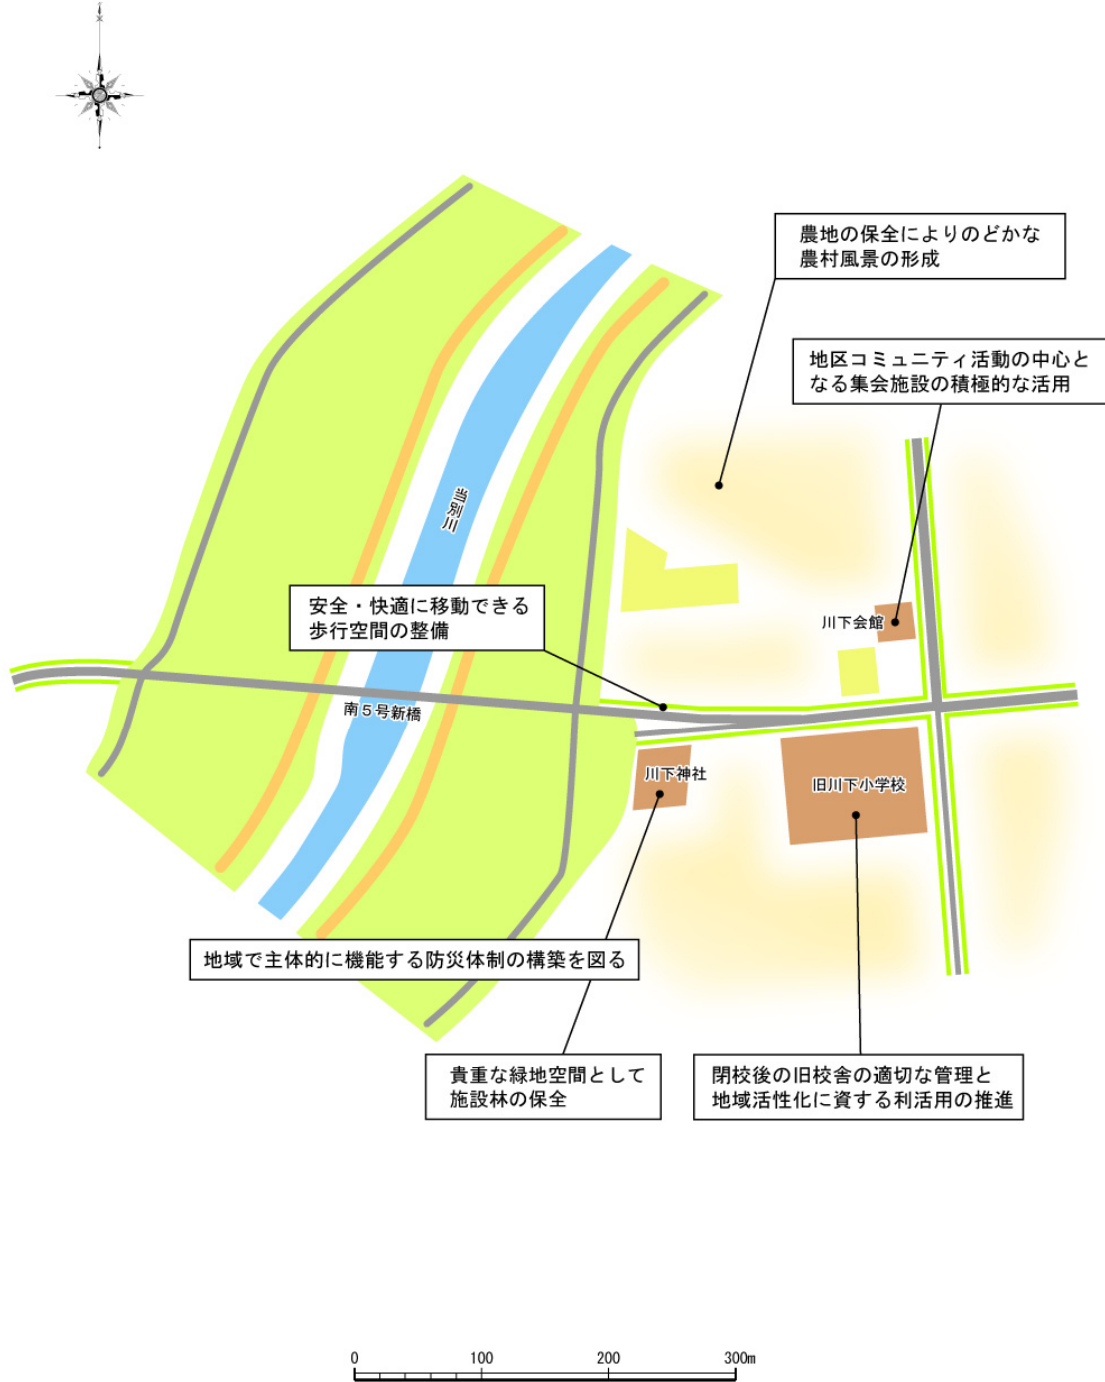 農地の保全によりのどかな
農村風景の形成
地区コミュニティ活動の中心と
なる集会施設の積極的な活用
当別川
安全・快適に移動できる
歩行空間の整備
川下会館
南５号新橋
川下神社
旧川下小学校
地域で主体的に機能する防災体制の構築を図る
貴重な緑地空間として
施設林の保全
閉校後の旧校舎の適切な管理と
地域活性化に資する利活用の推進
0 100 200 300m